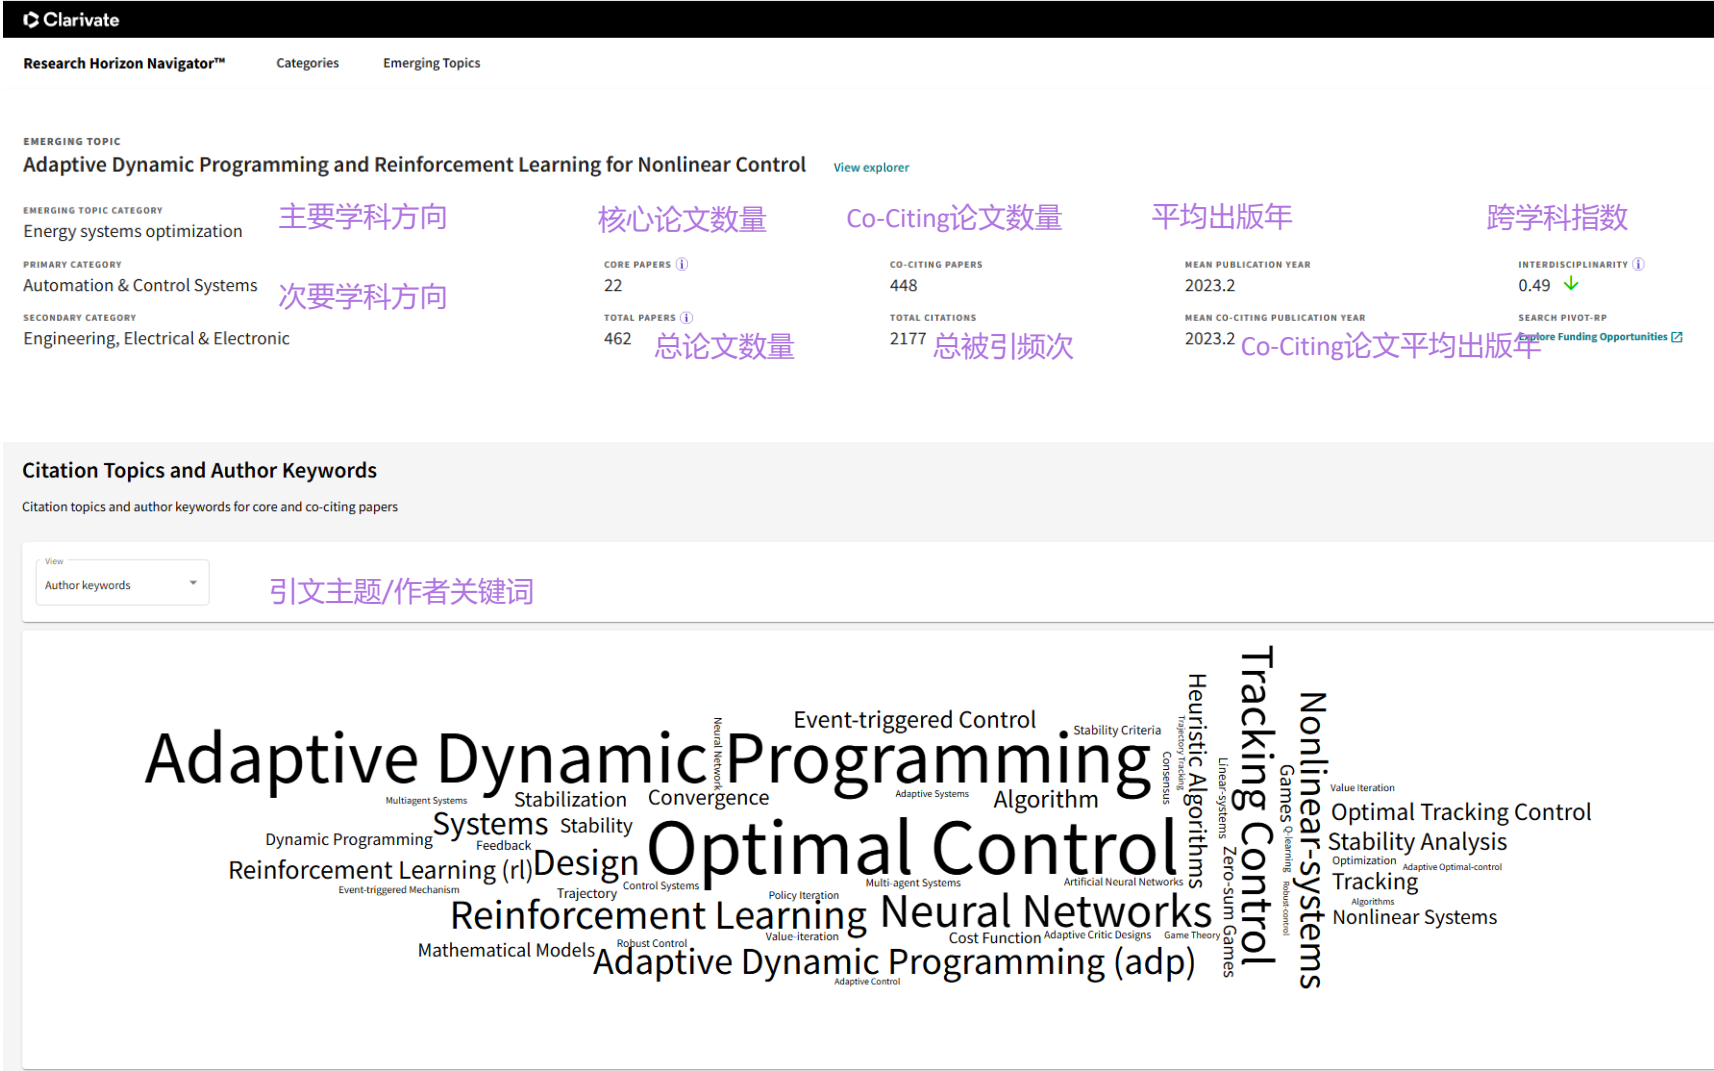 Clarivate
Research Horizon Navigator™ Categories Emerging Topics
EMERGING TOPIC
Adaptive Dynamic Programming and Reinforcement Learning for Nonlinear Control View explorer
EMERGING TOPIC CATEGORY
Energy systems optimization
主要学科方向
核心论文数量
Co-Citing论文数量
平均出版年
跨学科指数
PRIMARY CATEGORY
Automation & Control Systems
次要学科方向
CORE PAPERS
22
CO-CITING PAPERS
448
MEAN PUBLICATION YEAR
2023.2
INTERDISCIPLINARITY
0.49
SECONDARY CATEGORY
Engineering, Electrical & Electronic
TOTAL PAPERS
462
总论文数量
TOTAL CITATIONS
2177
总被引频次
MEAN CO-CITING PUBLICATION YEAR
2023.2
Co-Citing论文平均出版年
SEARCH PIVOT-RP
Explore Funding Opportunities
Citation Topics and Author Keywords
Citation topics and author keywords for core and co-citing papers
View
Author keywords
引文主题/作者关键词
Adaptive Dynamic Programming
Neural Network
Event-triggered Control
Stability Criteria
Multiagent Systems
Stabilization
Convergence
Adaptive Systems
Algorithm
Dynamic Programming
Systems
Stability
Feedback
Optimal Control
Reinforcement Learning (rl)
Design
Event-triggered Mechanism
Trajectory
Control Systems
Policy Iteration
Multi-agent Systems
Artificial Neural Networks
Reinforcement Learning
Neural Networks
Mathematical Models
Robust Control
Value-iteration
Cost Function
Adaptive Critic Designs
Game Theory
Adaptive Dynamic Programming (adp)
Adaptive Control
Consensus
Trajectory Tracking
Heuristic Algorithms
Linear-systems
Zero-sum Games
Tracking Control
Games
Q-learning
Robust-control
Nonlinear-systems
Value Iteration
Optimal Tracking Control
Stability Analysis
Optimization
Adaptive Optimal-control
Tracking
Algorithms
Nonlinear Systems